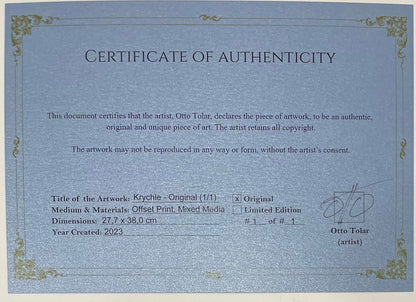 CERTIFICATE OF AUTHENTICITY
This document certifies that the artist, Otto Tolar, declares the piece of artwork, to be an authentic,
original and unique piece of art. The artist retains all copyright.
The artwork may not be reproduced in any way or form, without the artist's consent.
Title of the Artwork: Krychle - Original (1/1) x Original
Medium & Materials: Offset Print, Mixed Media Limited Edition
Dimensions: 27,7 x 38,0 cm # 1 of # 1
Year Created: 2023
Otto Tolar
(artist)